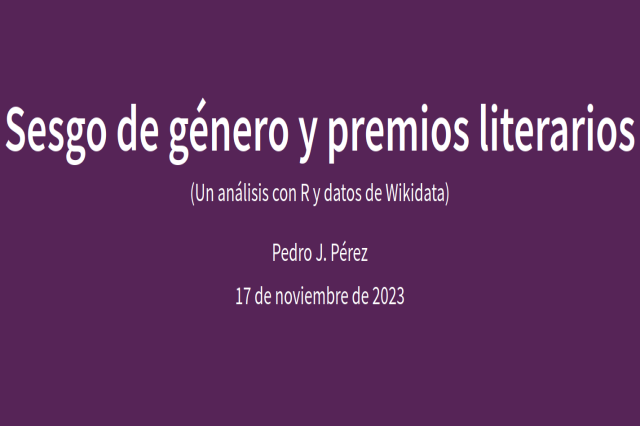 Sesgo de género y premios literarios
(Un análisis con R y datos de Wikidata)
Pedro J. Pérez
17 de noviembre de 2023